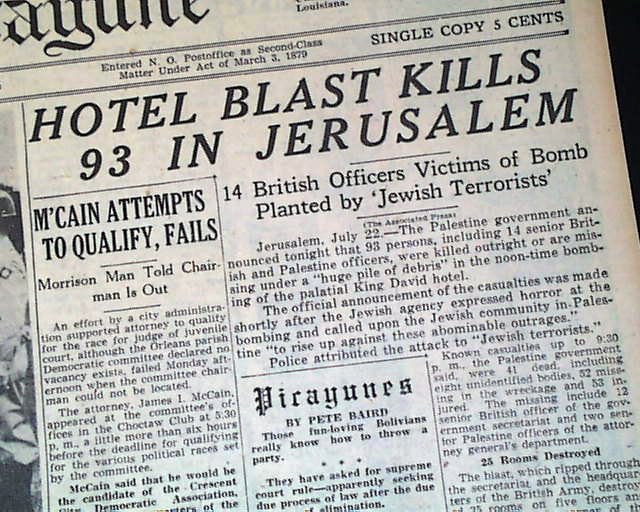 ayune
Louisiana.
Entered N. O. Postoffice as Second-Class
Matter Under Act of March 3, 1879
SINGLE COPY 5 CENTS
HOTEL BLAST KILLS
93 IN JERUSALEM
14 British Officers Victims of Bomb
Planted by 'Jewish Terrorists'
(The Associated Press)
Jerusalem, July 22.—The Palestine government an-
nounced tonight that 93 persons, including 14 senior Brit-
ish and Palestine officers, were killed outright or are mis-
sing under a "huge pile of debris" in the noon-time bomb-
ing of the palatial King David hotel.
The official announcement of the casualties was made
shortly after the Jewish agency expressed horror at the
bombing and called upon the Jewish community in Pales-
tine "to rise up against these abominable outrages."
Police attributed the attack to "Jewish terrorists."
Known casualties up to 9:30
p. m., the Palestine government
said, were 41 dead, including
eight unidentified bodies, 52 miss-
ing in the wreckage and 53 in-
jured. The missing include 12
senior British officer of the gov-
ernment secretariat and two sen-
ior Palestine officers of the attor-
ney general's department.
25 Rooms Destroyed
The blast, which ripped through
the secretariat and the headquar-
ters of the British Army, destroy-
ed 25 rooms on five floors an
M'CAIN ATTEMPTS
TO QUALIFY, FAILS
Morrison Man Told Chair-
man Is Out
An effort by a city administra-
tion supported attorney to qualify
for the race for judge of juvenile
court, although the Orleans parish
Democratic committee declared no
vacancy exists, failed Monday aft-
ernoon when the committee chair-
man could not be located.
The attorney, James I. McCain,
appeared at the committee's of-
fices in the Choctaw Club at 5:30
p. m., a little more than six hours
before the deadline for qualifying
for the various political races set
by the committee.
McCain said that he would be
the candidate of the Crescent
City Democratic Association,
Picayunes
BY PETE BAIRD
Those fun-loving Bolivians
really know how to throw a
party.
* * *
They have asked for supreme
court rule—apparently seeking
due process of law after the due
elimination.